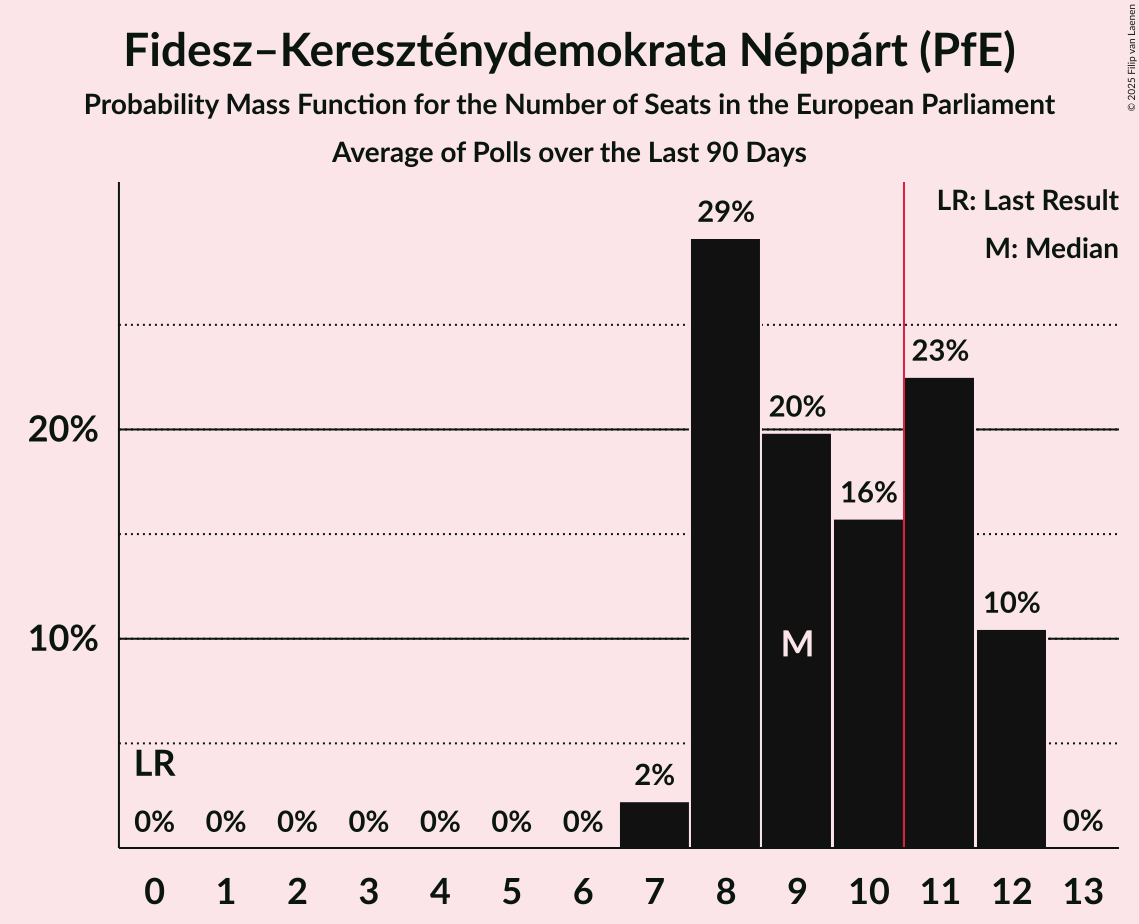 Fidesz–Kereszténydemokrata Néppárt (PfE)
Probability Mass Function for the Number of Seats in the European Parliament
Average of Polls over the Last 90 Days
© 2025 Filip van Laenen
LR: Last Result
M: Median
29%
23%
20%
20%
16%
10%
10%
M
LR
2%
0% 0% 0% 0% 0% 0% 0% 0%
0 1 2 3 4 5 6 7 8 9 10 11 12 13